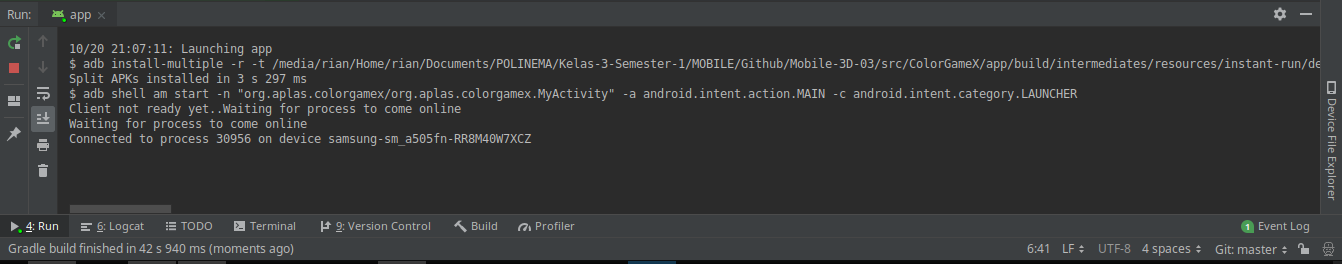 Run: app
10/20 21:07:11: Launching app
$ adb install-multiple -r -t /media/rian/Home/rian/Documents/POLINEMA/Kelas-3-Semester-1/MOBILE/Github/Mobile-3D-03/src/ColorGameX/app/build/intermediates/resources/instant-run/de
Split APKs installed in 3 s 297 ms
$ adb shell am start -n "org.aplas.colorgamex/org.aplas.colorgamex.MyActivity" -a android.intent.action.MAIN -c android.intent.category.LAUNCHER
Client not ready yet..Waiting for process to come online
Waiting for process to come online
Connected to process 30956 on device samsung-sm_a505fn-RR8M40W7XCZ
Device File Explorer
4: Run 6: Logcat TODO Terminal 9: Version Control Build Profiler 1 Event Log
Gradle build finished in 42 s 940 ms (moments ago) 6:41 LF UTF-8 4 spaces Git: master